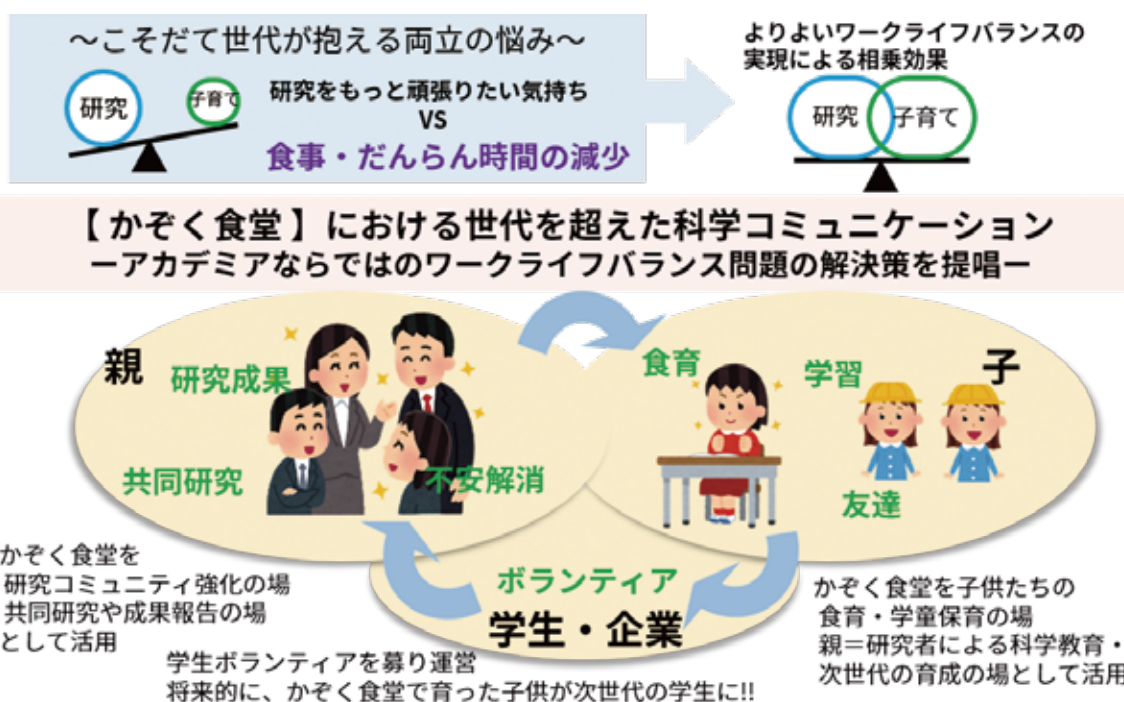 ～こそだて世代が抱える両立の悩み～
研究
子育て
研究をもっと頑張りたい気持ち
VS
食事・だんらん時間の減少
よりよいワークライフバランスの
実現による相乗効果
研究
子育て
【 かぞく食堂 】における世代を超えた科学コミュニケーション
ーアカデミアならではのワークライフバランス問題の解決策を提唱ー
親
研究成果
共同研究
不安解消
食育
学習
子
友達
ボランティア
学生・企業
かぞく食堂を
研究コミュニティ強化の場
共同研究や成果報告の場
として活用
学生ボランティアを募り運営
将来的に、かぞく食堂で育った子供が次世代の学生に!!
かぞく食堂を子供たちの
食育・学童保育の場
親＝研究者による科学教育・
次世代の育成の場として活用